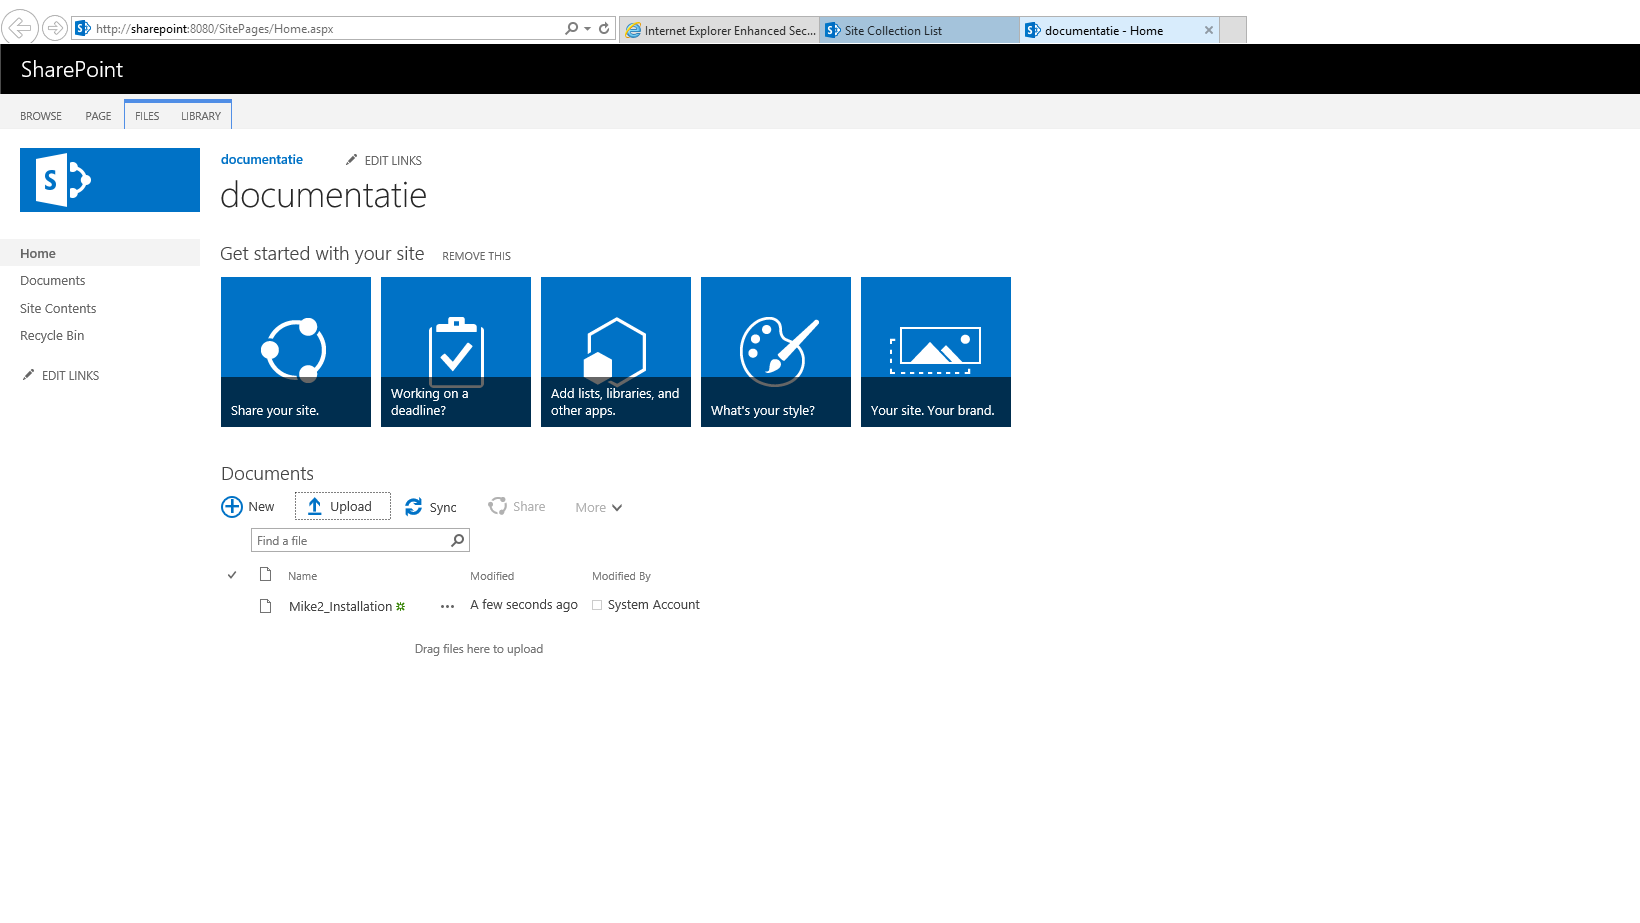 http://sharepoint:8080/SitePages/Home.aspx
Internet Explorer Enhanced Sec...
Site Collection List
documentatie - Home
SharePoint
BROWSE PAGE FILES LIBRARY
S
documentatie EDIT LINKS
documentatie
Home
Documents
Site Contents
Recycle Bin
EDIT LINKS
Get started with your site REMOVE THIS
Share your site.
Working on a
deadline?
Add lists, libraries, and
other apps.
What's your style?
Your site. Your brand.
Documents
New Upload Sync Share More
Find a file
Name Modified Modified By
Mike2_Installation ... A few seconds ago System Account
Drag files here to upload